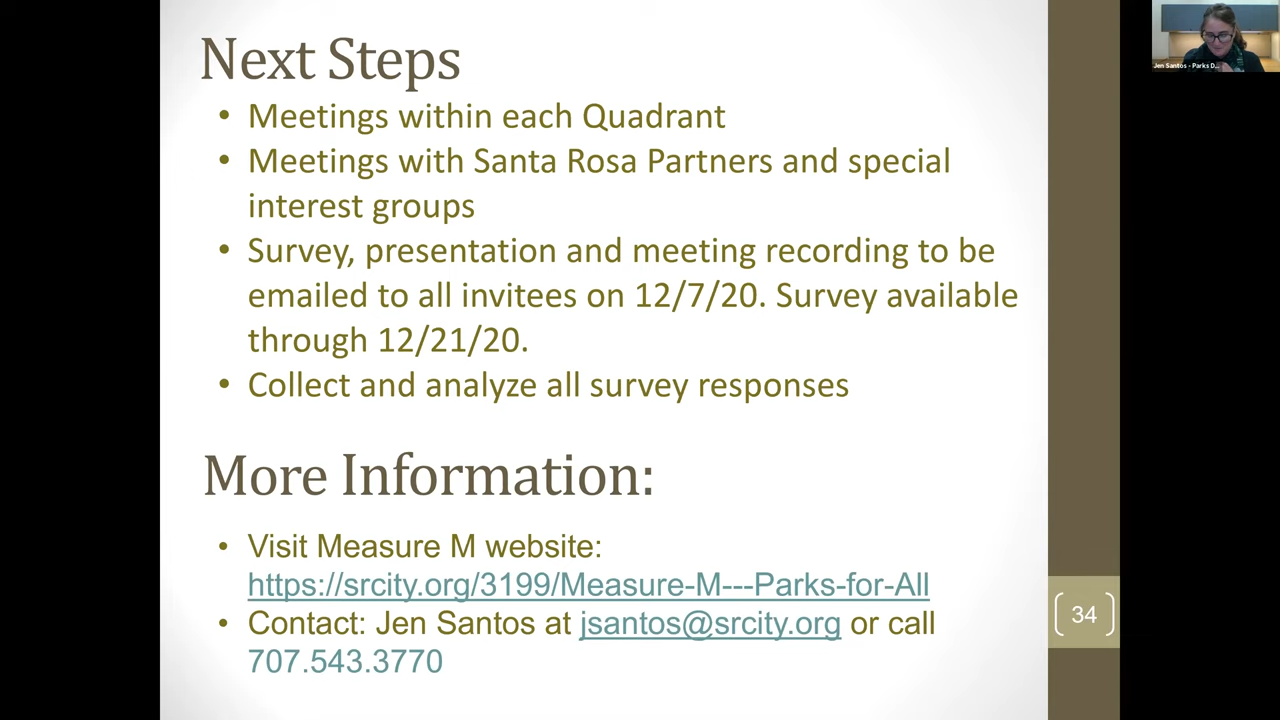 Next Steps
• Meetings within each Quadrant
• Meetings with Santa Rosa Partners and special
interest groups
• Survey, presentation and meeting recording to be
emailed to all invitees on 12/7/20. Survey available
through 12/21/20.
• Collect and analyze all survey responses
More Information:
• Visit Measure M website:
https://srcity.org/3199/Measure-M---Parks-for-All
• Contact: Jen Santos at jsantos@srcity.org or call
707.543.3770
34
Jen Santos - Parks D...